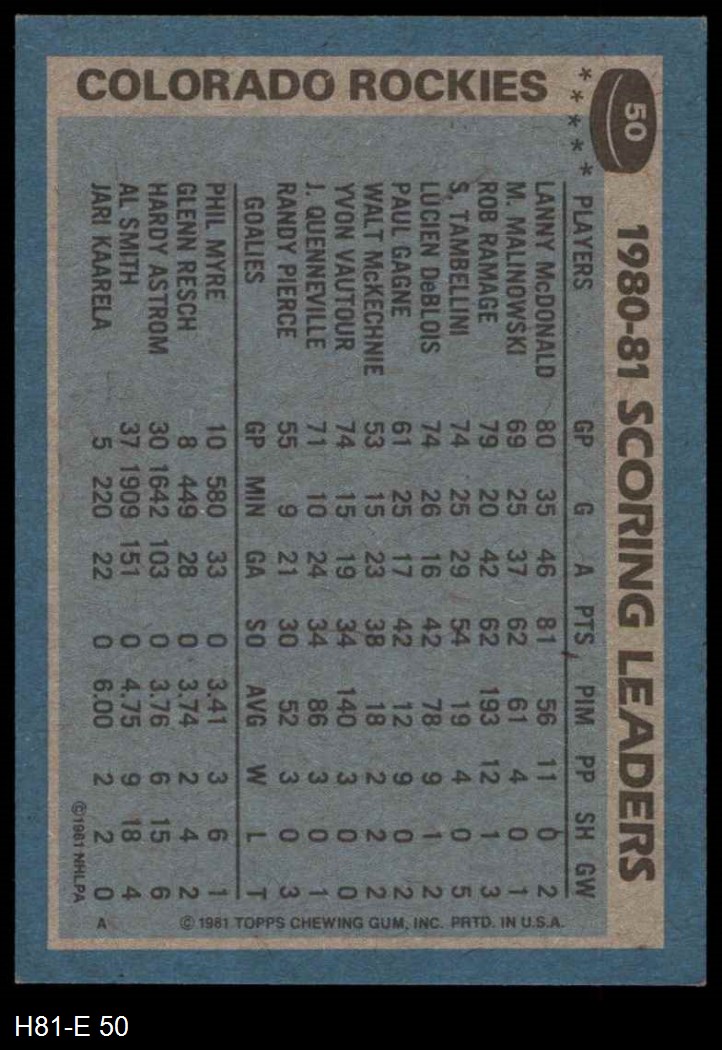 50
1980-81 SCORING LEADERS
COLORADO ROCKIES
* * * * *
PLAYERS GP G A PTS PIM PP SH GW
LANNY McDONALD 80 35 46 81 56 11 0 2
M. MALINOWSKI 69 25 37 62 61 4 0 1
ROB RAMAGE 79 20 42 62 193 12 1 3
S. TAMBELLINI 74 25 29 54 19 4 0 5
LUCIEN DeBLOIS 74 26 16 42 78 9 1 2
PAUL GAGNE 61 25 17 42 12 9 0 2
WALT McKECHNIE 53 15 23 38 18 2 2 2
YVON VAUTOUR 74 15 19 34 140 3 0 0
J. QUENNEVILLE 71 10 24 34 86 3 0 1
RANDY PIERCE 55 9 21 30 52 3 0 3
GOALIES GP MIN GA SO AVG W L T
PHIL MYRE 10 580 33 0 3.41 3 6 1
GLENN RESCH 8 449 28 0 3.74 2 4 2
HARDY ASTROM 30 1642 103 0 3.76 6 15 6
AL SMITH 37 1909 151 0 4.75 9 18 4
JARI KAARELA 5 220 22 0 6.00 2 2 0
© 1981 NHLPA
© 1981 TOPPS CHEWING GUM, INC. PRTD. IN U.S.A.
A
H81-E 50